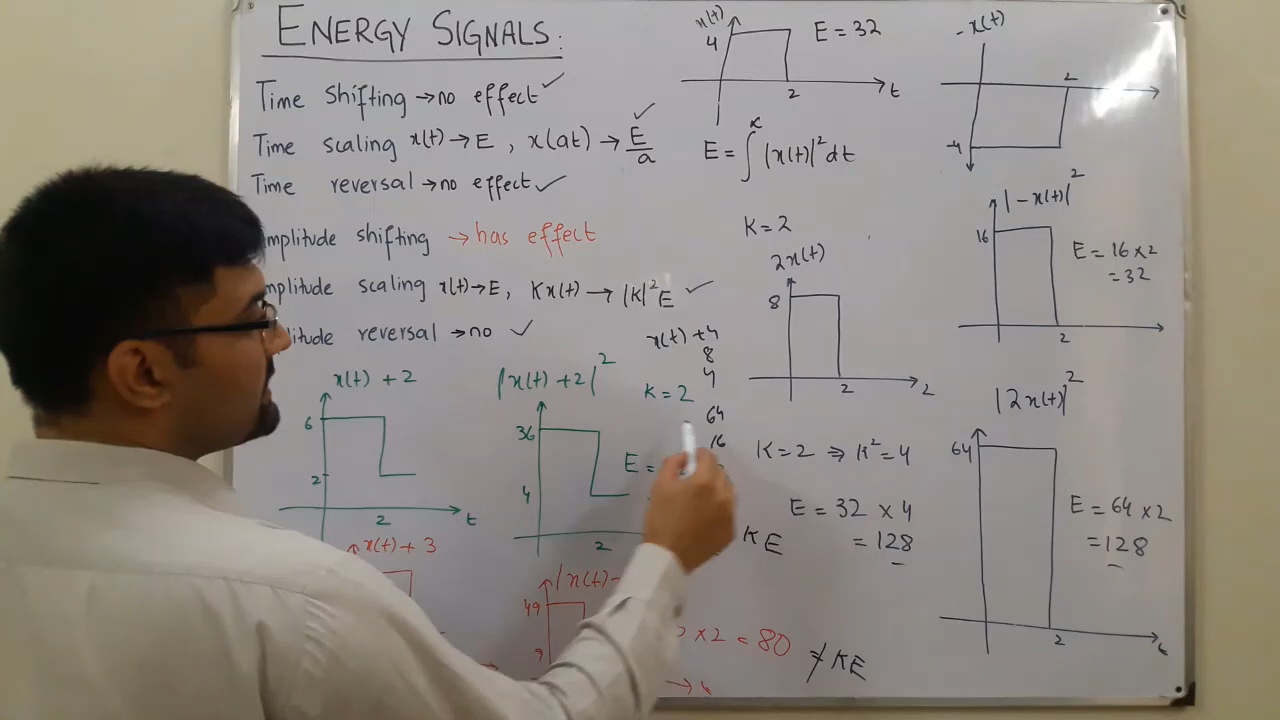 ENERGY SIGNALS:
Time shifting → no effect ✓
Time scaling x(t) → E , x(at) → E/a ✓
Time reversal → no effect ✓
mplitude shifting → has effect
mplitude scaling x(t) → E, Kx(t) → |K|²E ✓
litude reversal → no ✓
x(t)
4
E = 32
2
t
E = ∫ |x(t)|² dt
- x(t)
2
-4
K = 2
2x(t)
8
2
|-x(t)|²
16
E = 16 x 2
= 32
2
x(t) + 4
8
4
64
16
x(t) + 2
6
2
2
t
|x(t) + 2|²
36
4
2
K = 2
E =
K = 2 ⇒ K² = 4
E = 32 x 4
= 128
KE
|2x(t)|²
64
E = 64 x 2
= 128
2
t
x(t) + 3
|x(t)
49
x 2 = 80
≠ KE